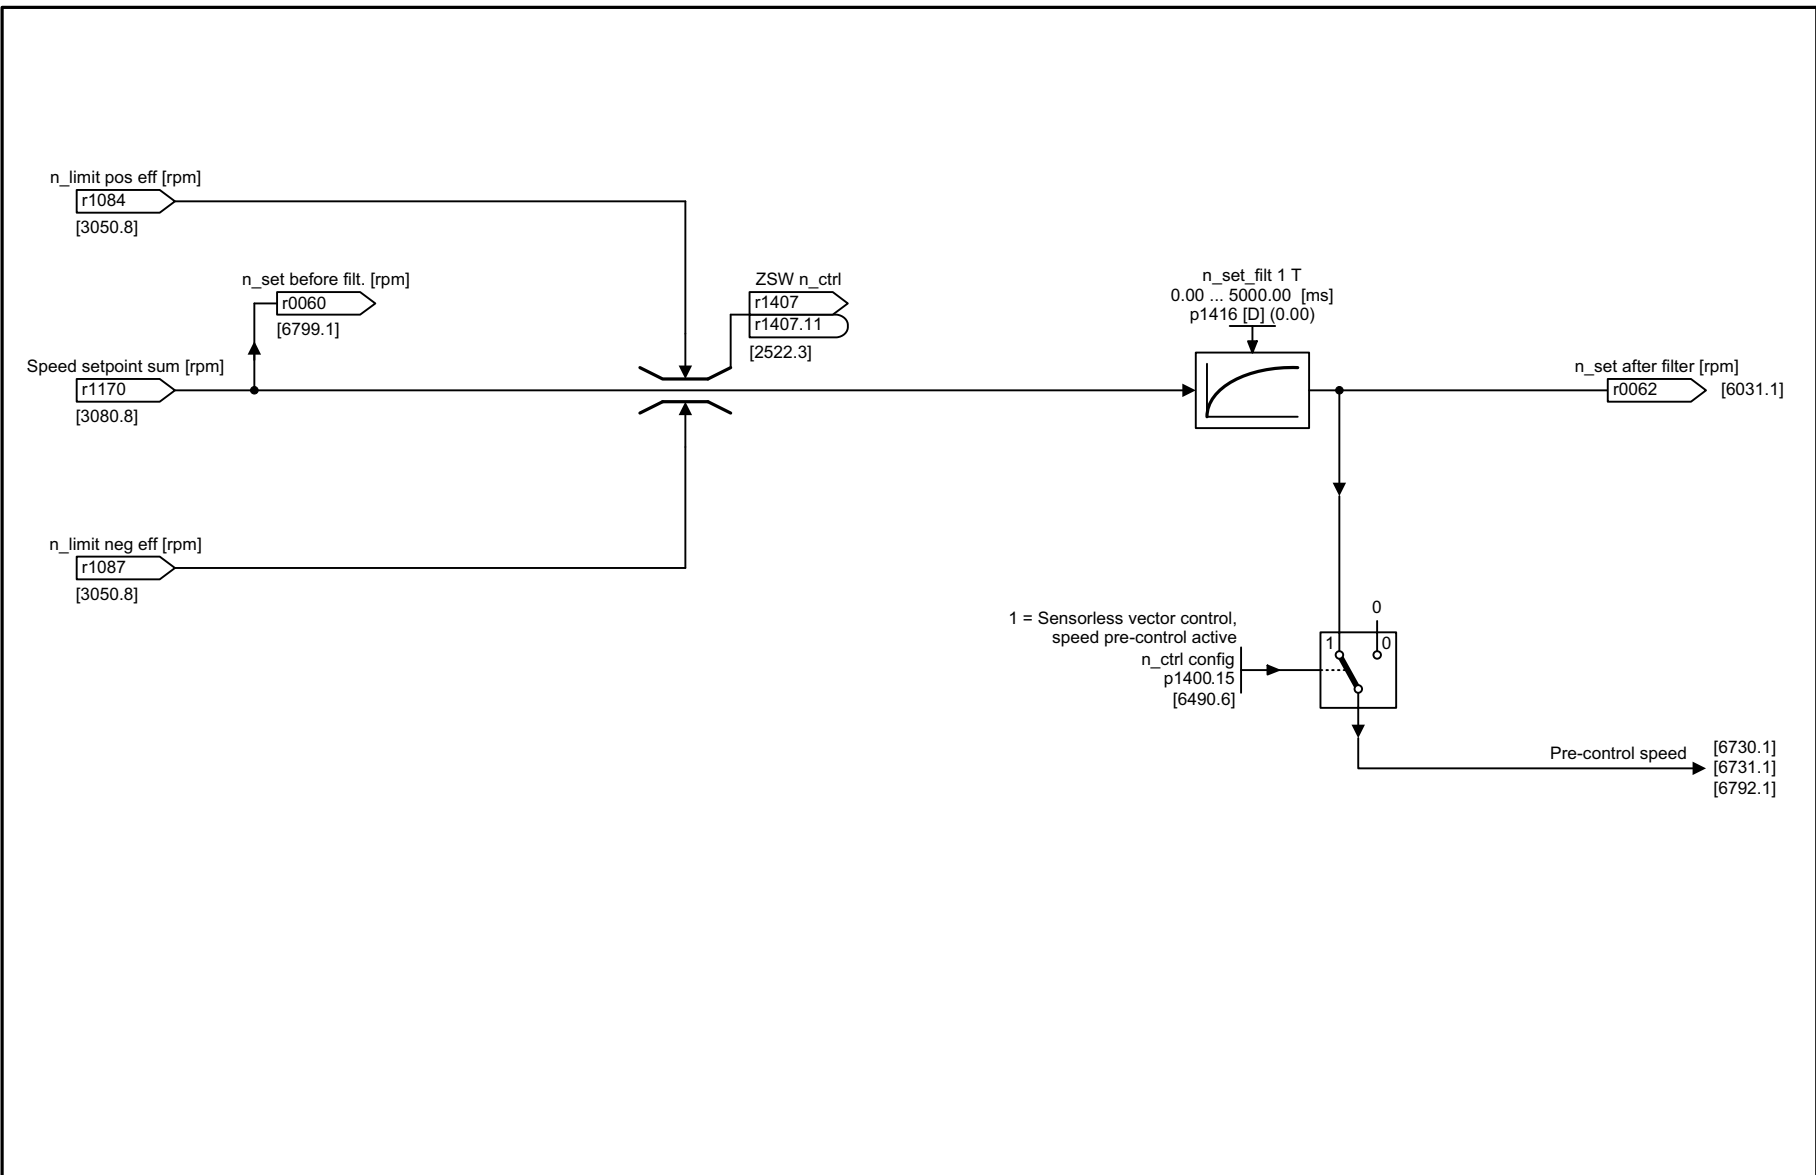 n_limit pos eff [rpm]
r1084
[3050.8]
n_set before filt. [rpm]
r0060
[6799.1]
ZSW n_ctrl
r1407
r1407.11
[2522.3]
n_set_filt 1 T
0.00 ... 5000.00  [ms]
p1416 [D] (0.00)
Speed setpoint sum [rpm]
r1170
[3080.8]
n_set after filter [rpm]
r0062
[6031.1]
n_limit neg eff [rpm]
r1087
[3050.8]
1 = Sensorless vector control,
speed pre-control active
n_ctrl config
p1400.15
[6490.6]
0
1
0
Pre-control speed
[6730.1]
[6731.1]
[6792.1]